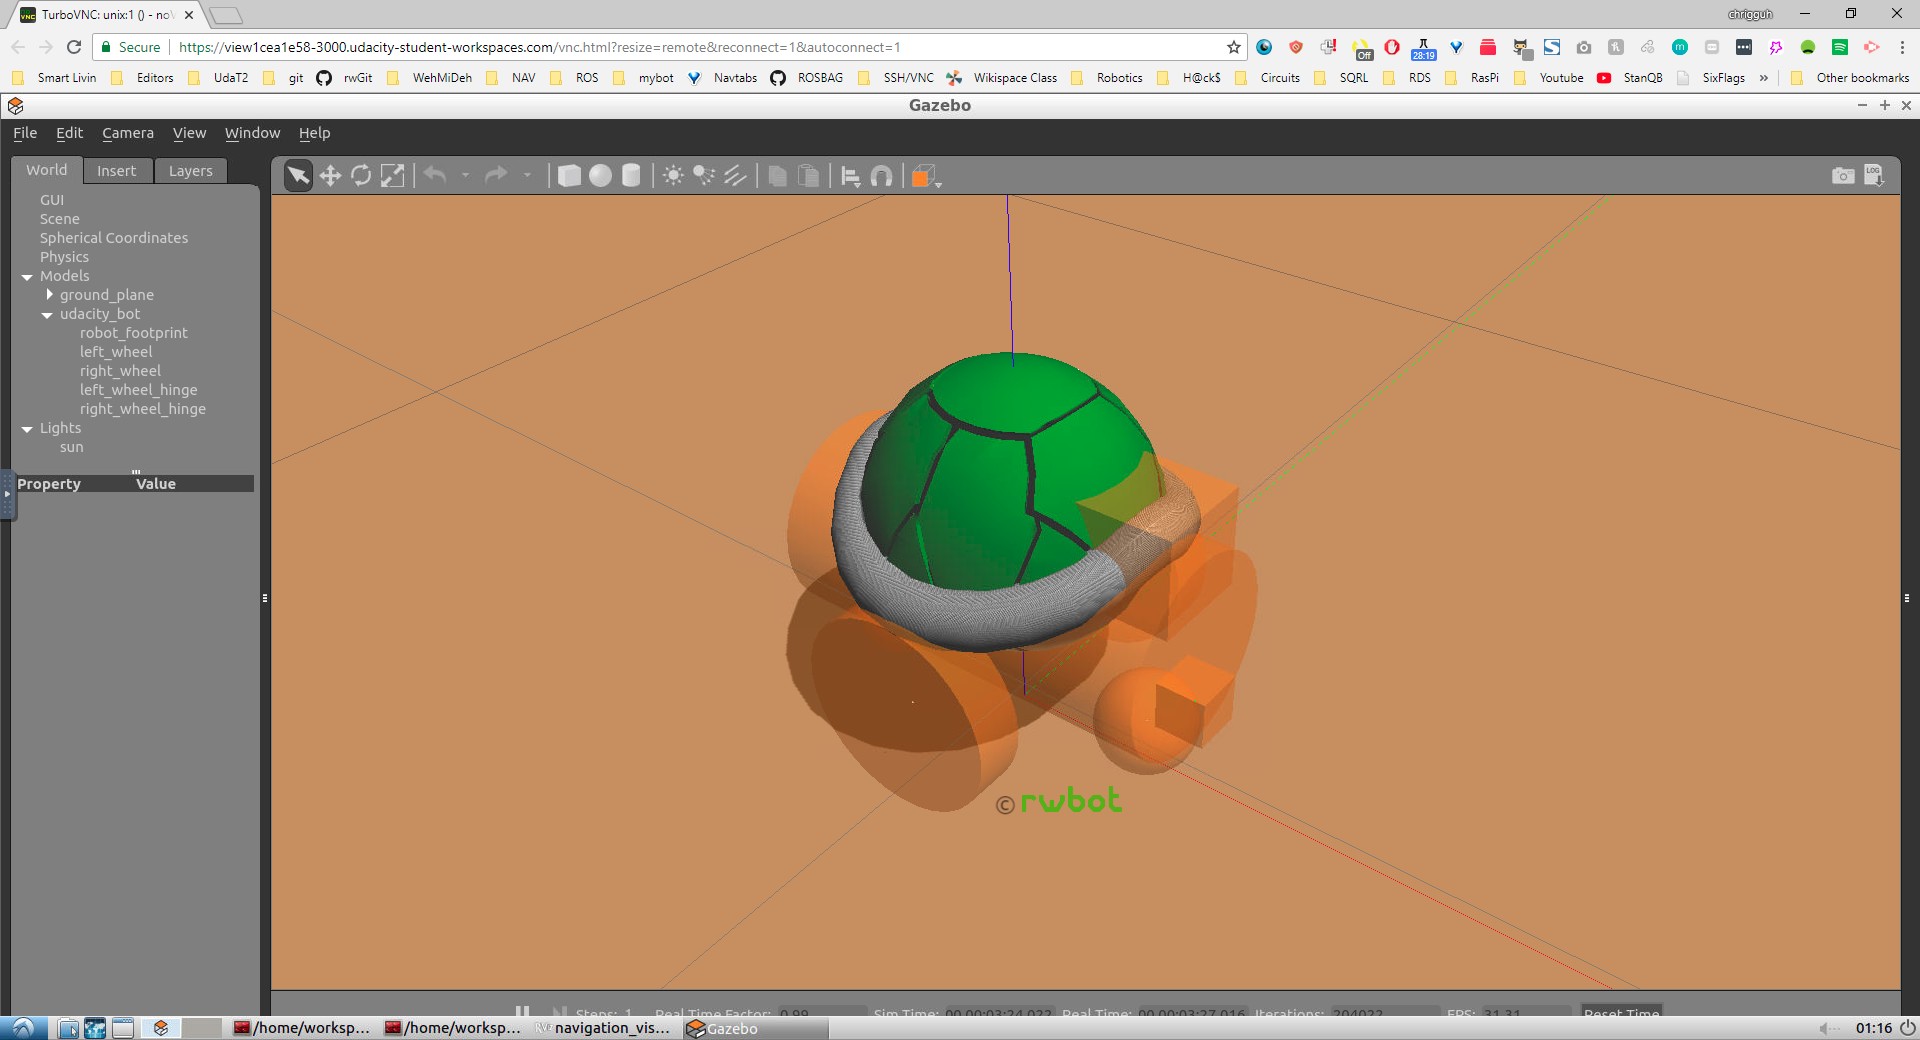 TurboVNC: unix:1 () - noV
chrigguh
Secure
https://view1cea1e58-3000.udacity-student-workspaces.com/vnc.html?resize=remote&reconnect=1&autoconnect=1
Off
28:19
Smart Livin Editors UdaT2 git rwGit WehMiDeh NAV ROS mybot Navtabs ROSBAG SSH/VNC Wikispace Class Robotics H@ck$ Circuits SQRL RDS RasPi Youtube StanQB SixFlags » Other bookmarks
Gazebo
File Edit Camera View Window Help
World Insert Layers
LOG
GUI
Scene
Spherical Coordinates
Physics
Models
ground_plane
udacity_bot
robot_footprint
left_wheel
right_wheel
left_wheel_hinge
right_wheel_hinge
Lights
sun
Property Value
© rwbot
Steps: 1 Real Time Factor: 0.99 Sim Time: 00 00:03:24.022 Real Time: 00 00:03:27.016 Iterations: 204022 FPS: 31.31 Reset Time
/home/worksp... /home/worksp... navigation_vis... Gazebo 01:16